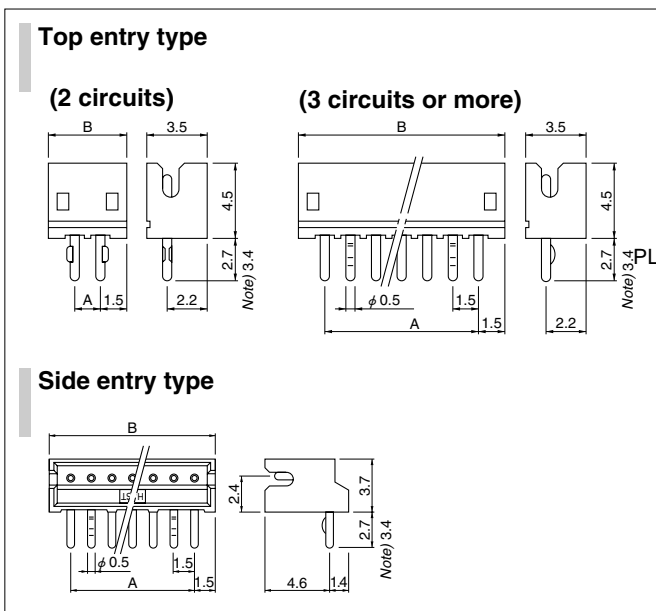 Top entry type
(2 circuits)
(3 circuits or more)
B
3.5
B
3.5
4.5
2.7
Note) 3.4
A
1.5
2.2
4.5
2.7
Note) 3.4
PL
φ 0.5
1.5
A
1.5
2.2
Side entry type
B
2.4
3.7
2.7
Note) 3.4
φ 0.5
1.5
A
1.5
4.6
1.4